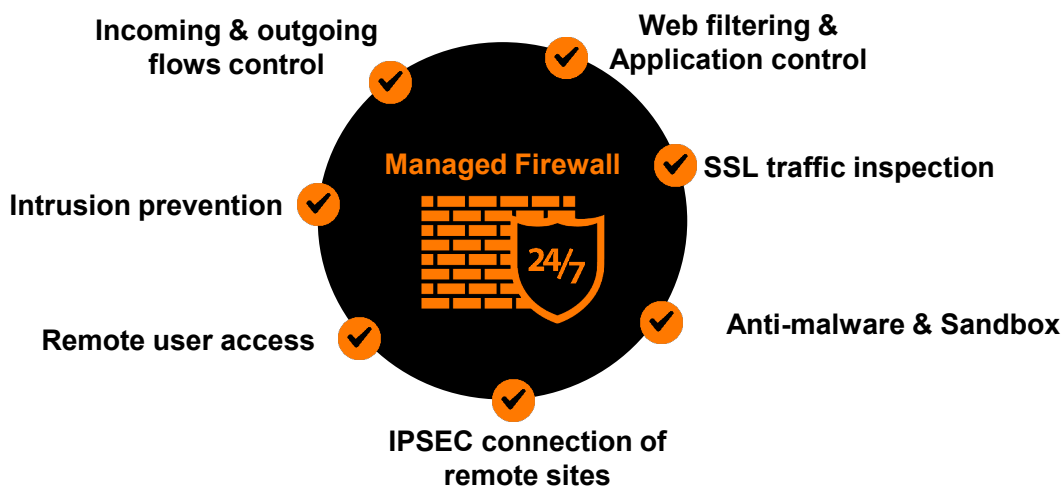 Incoming & outgoing
flows control
Web filtering &
Application control
Managed Firewall
SSL traffic inspection
Intrusion prevention
24/7
Remote user access
Anti-malware & Sandbox
IPSEC connection of
remote sites